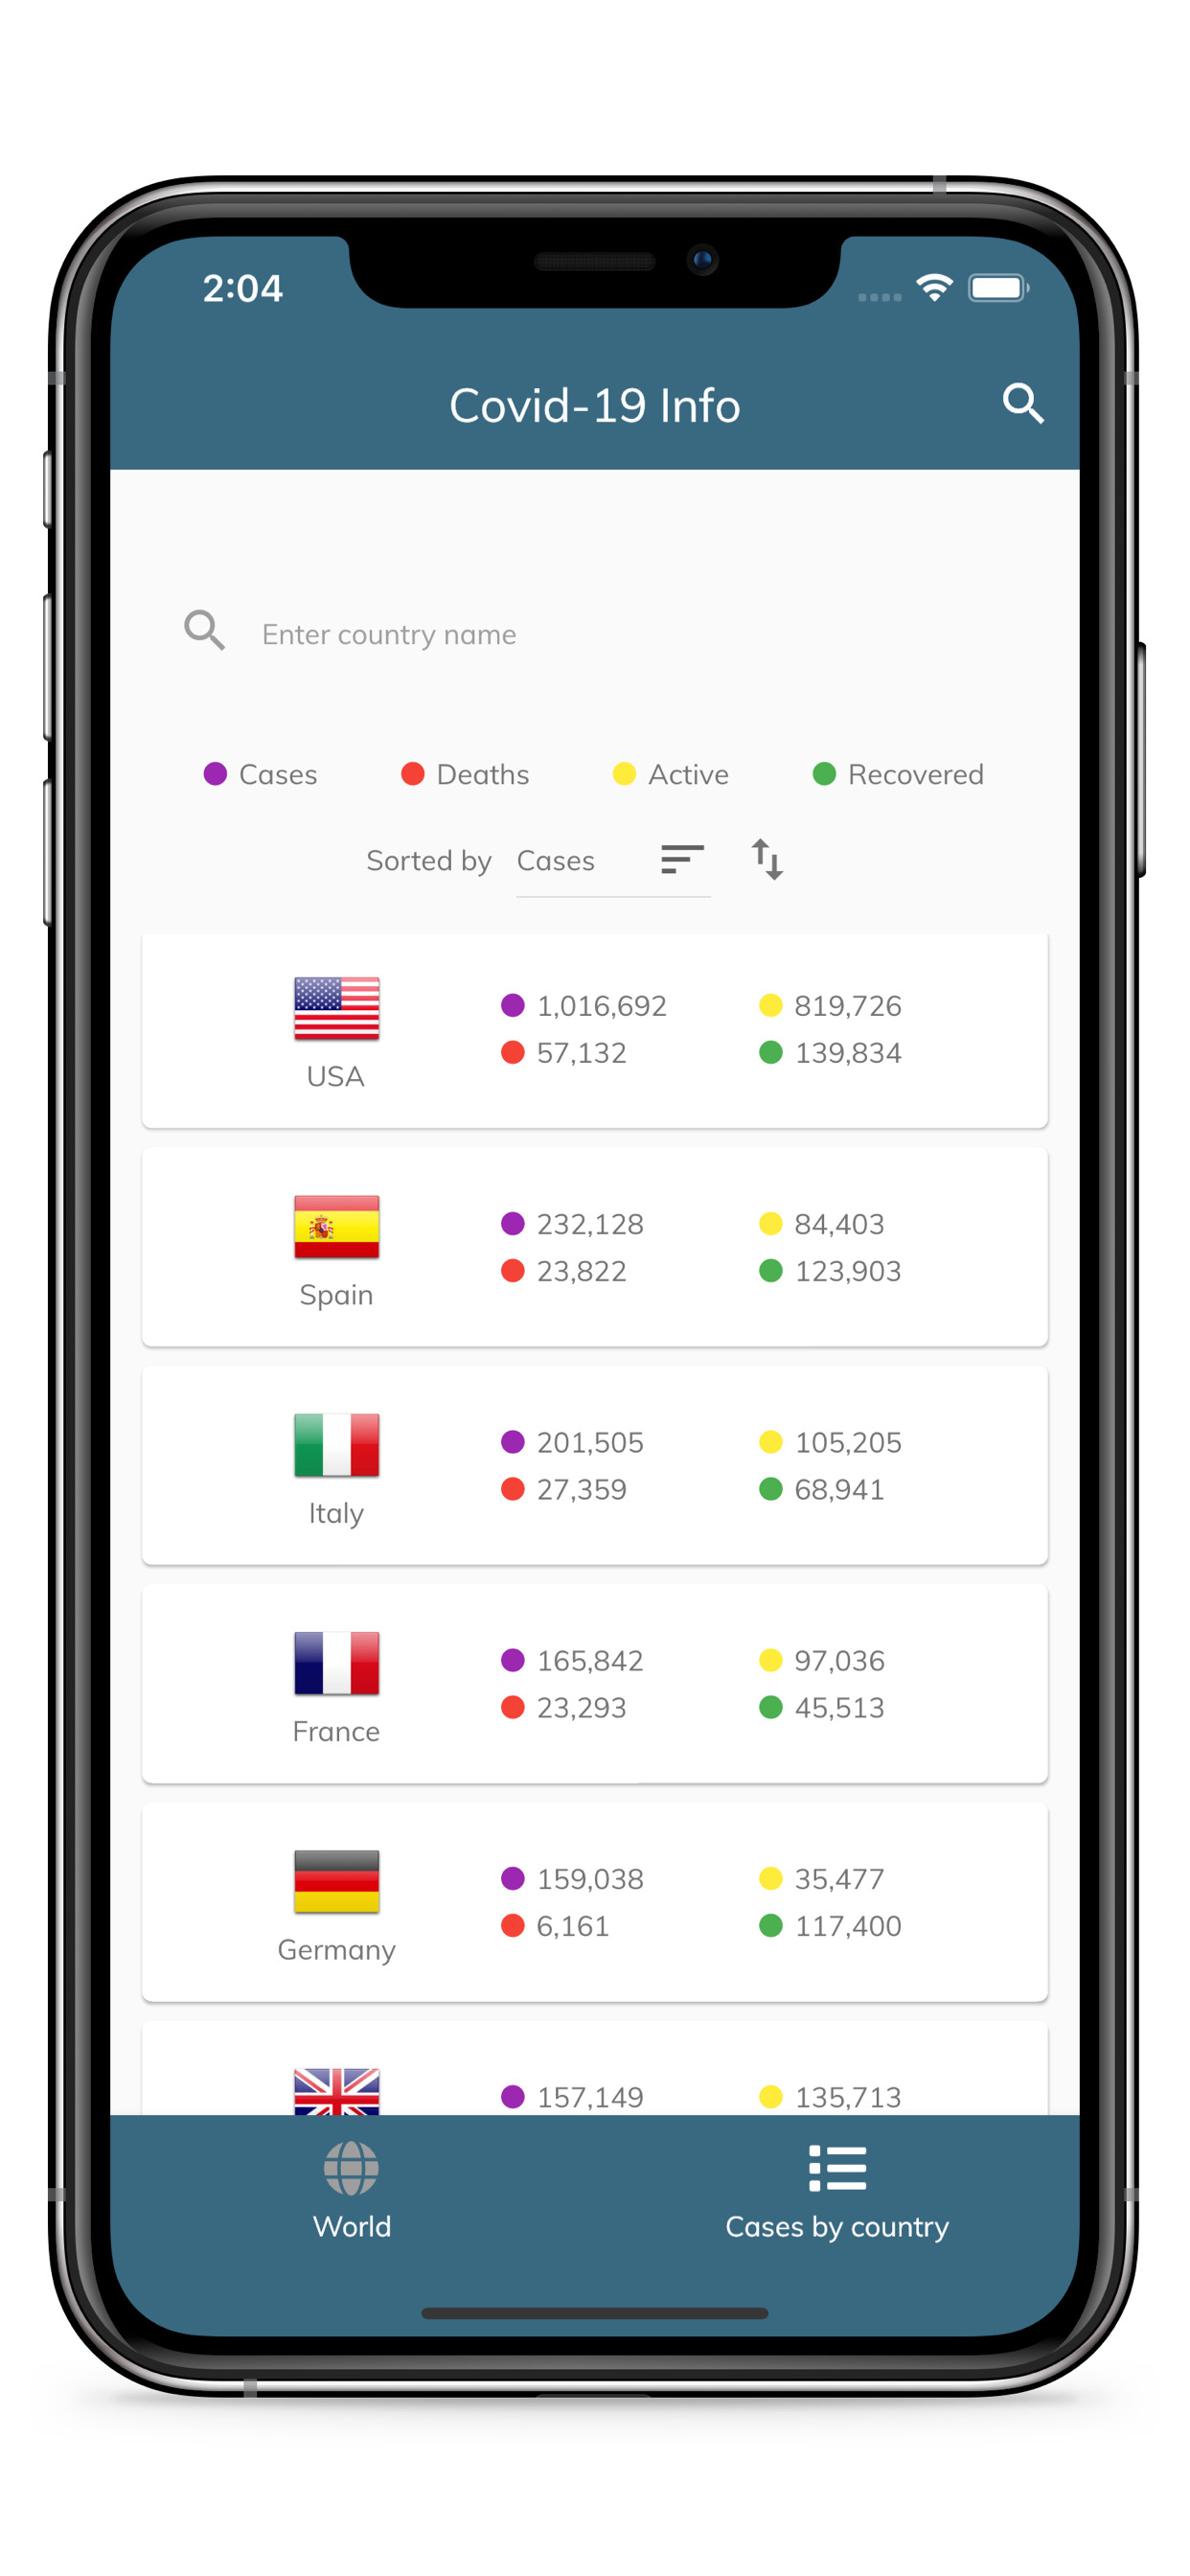 2:04
Covid-19 Info
Enter country name
Cases Deaths Active Recovered
Sorted by Cases
1,016,692 819,726
57,132 139,834
USA
232,128 84,403
23,822 123,903
Spain
201,505 105,205
27,359 68,941
Italy
165,842 97,036
23,293 45,513
France
159,038 35,477
6,161 117,400
Germany
157,149 135,713
World Cases by country